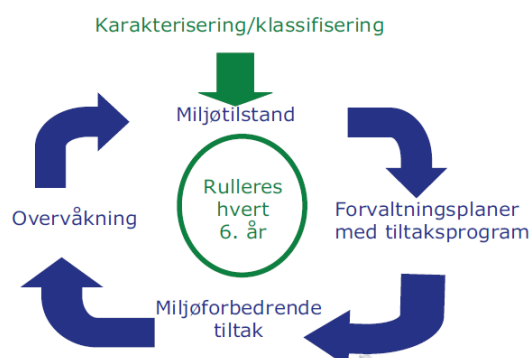 Karakterisering/klassifisering
Miljøtilstand
Rulleres
hvert
6. år
Overvåkning
Forvaltningsplaner
med tiltaksprogram
Miljøforbedrende
tiltak